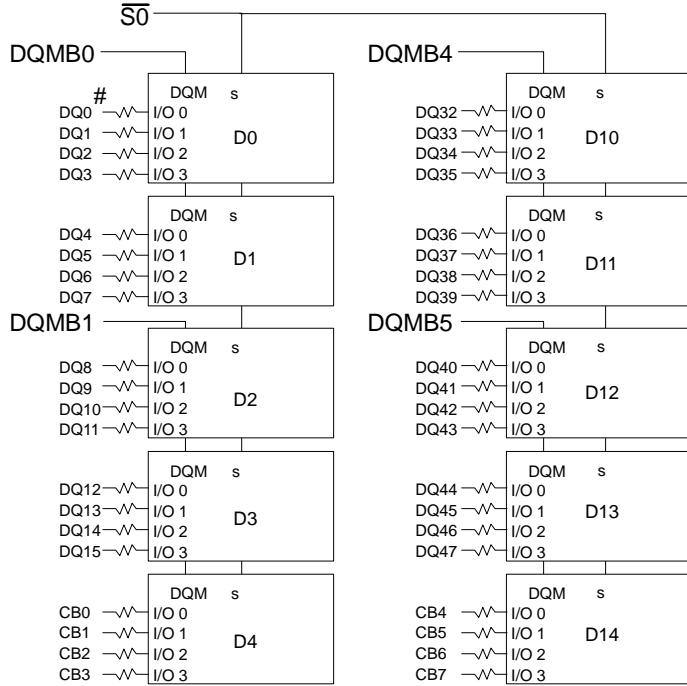 S0
DQMB0
DQM s
#
DQ0 I/O 0
DQ1 I/O 1
DQ2 I/O 2
DQ3 I/O 3
D0
DQM s
DQ4 I/O 0
DQ5 I/O 1
DQ6 I/O 2
DQ7 I/O 3
D1
DQMB1
DQM s
DQ8 I/O 0
DQ9 I/O 1
DQ10 I/O 2
DQ11 I/O 3
D2
DQM s
DQ12 I/O 0
DQ13 I/O 1
DQ14 I/O 2
DQ15 I/O 3
D3
DQM s
CB0 I/O 0
CB1 I/O 1
CB2 I/O 2
CB3 I/O 3
D4
DQMB4
DQM s
DQ32 I/O 0
DQ33 I/O 1
DQ34 I/O 2
DQ35 I/O 3
D10
DQM s
DQ36 I/O 0
DQ37 I/O 1
DQ38 I/O 2
DQ39 I/O 3
D11
DQMB5
DQM s
DQ40 I/O 0
DQ41 I/O 1
DQ42 I/O 2
DQ43 I/O 3
D12
DQM s
DQ44 I/O 0
DQ45 I/O 1
DQ46 I/O 2
DQ47 I/O 3
D13
DQM s
CB4 I/O 0
CB5 I/O 1
CB6 I/O 2
CB7 I/O 3
D14